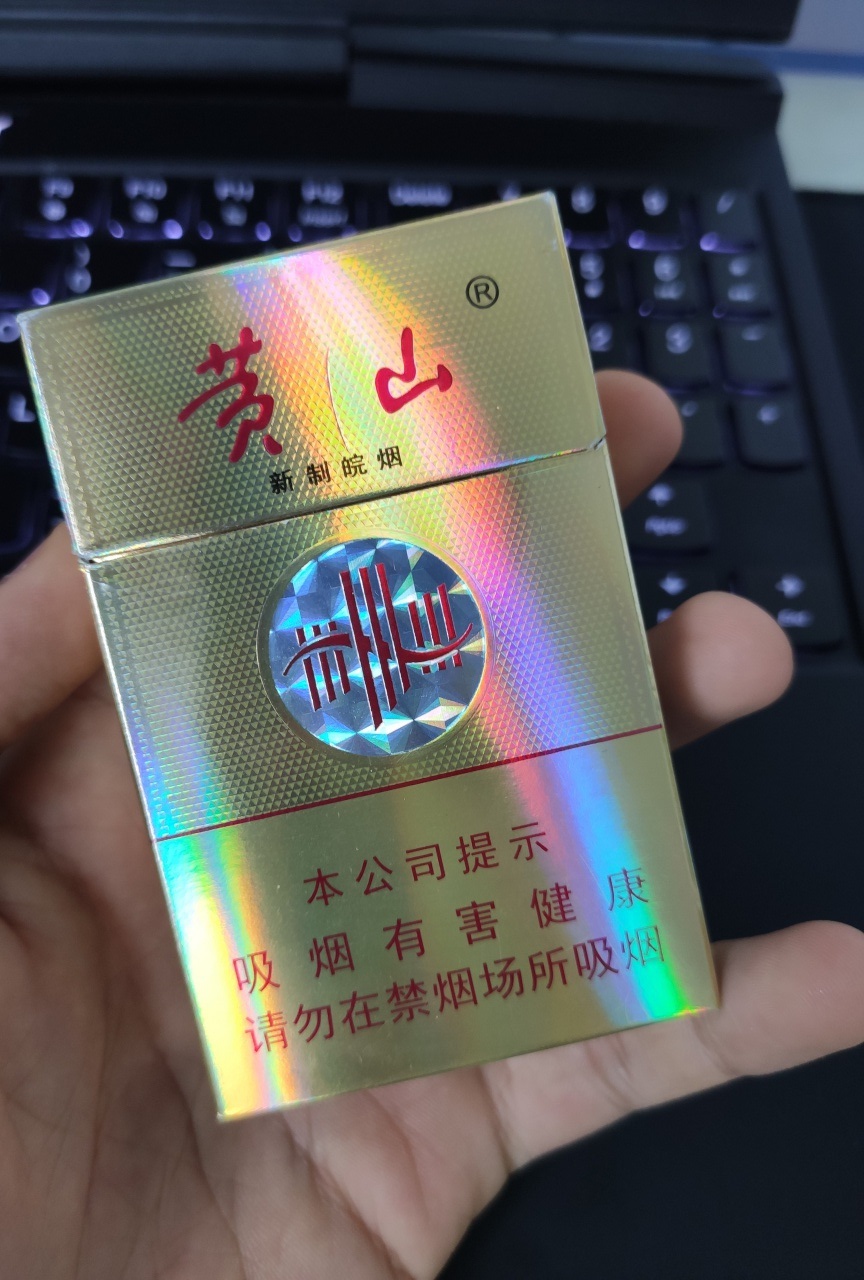 黄山
®
新制皖烟
本公司提示
吸烟有害健康
请勿在禁烟场所吸烟